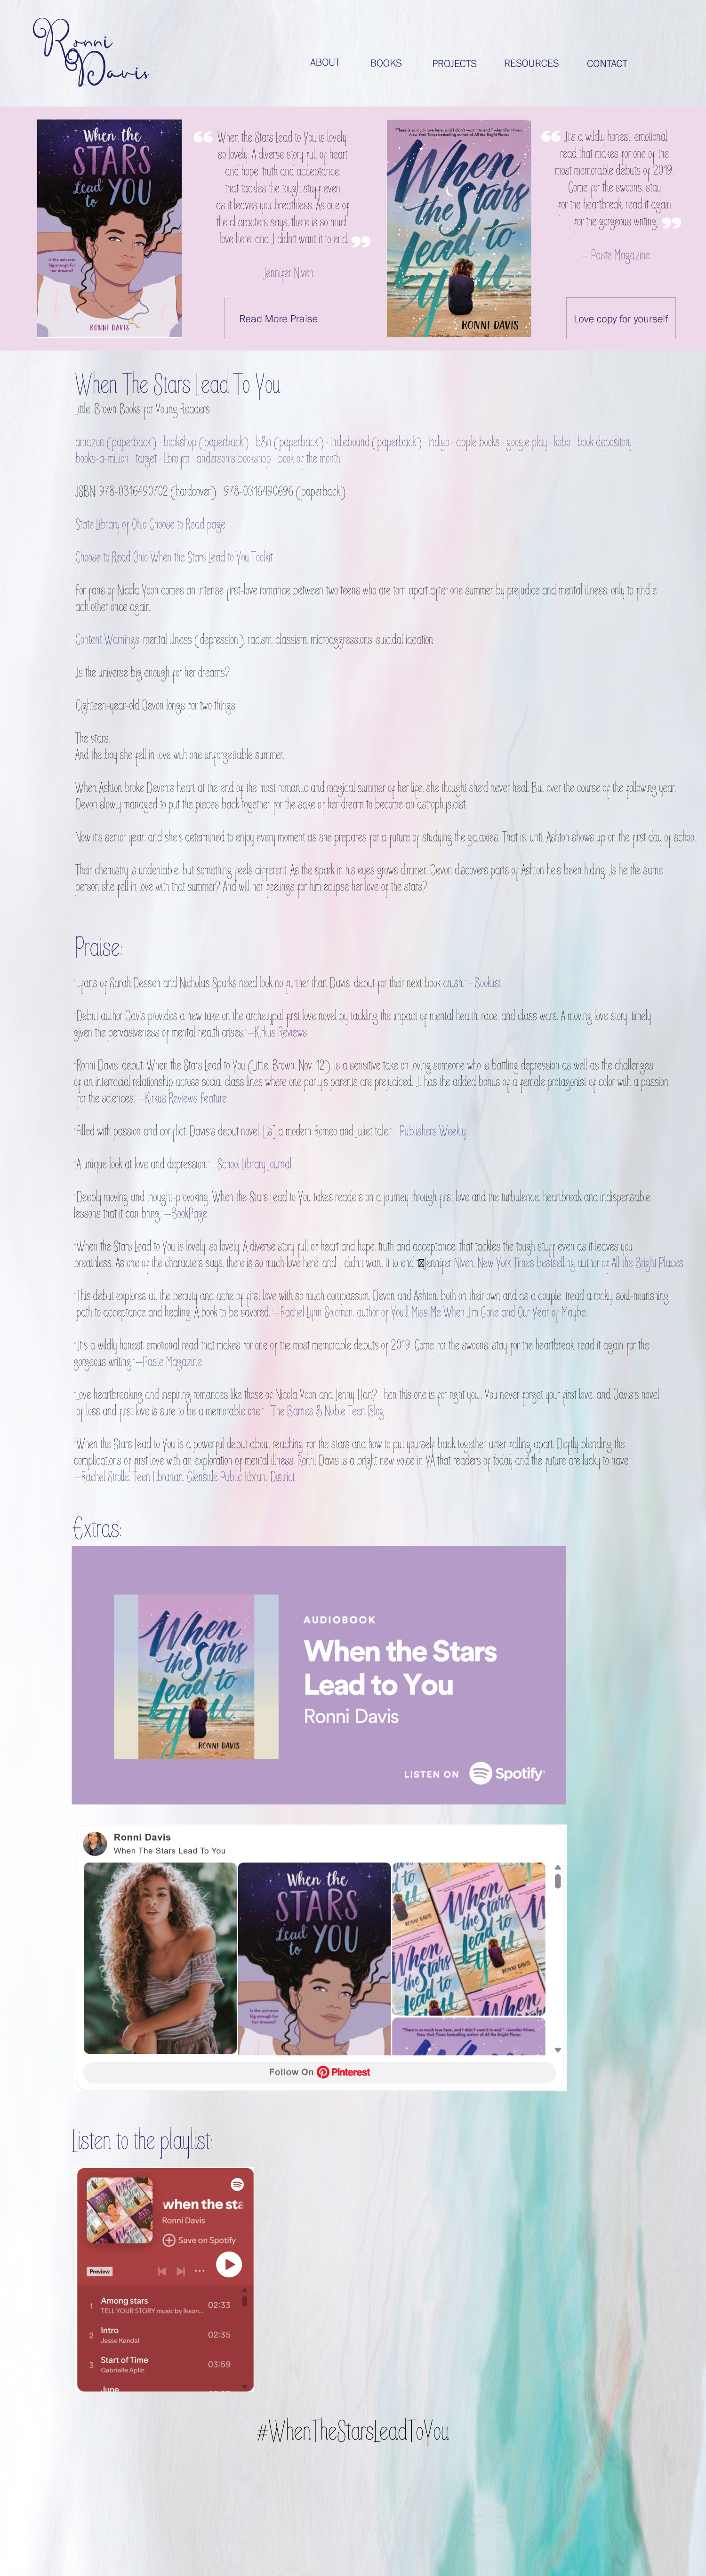 Ronni
Davis
ABOUT BOOKS PROJECTS RESOURCES CONTACT
When the
STARS
Lead
to YOU
Is the universe
big enough for
her dreams?
RONNI DAVIS
“ When the Stars Lead to You is lovely,
so lovely. A diverse story full of heart
and hope, truth and acceptance,
that tackles the tough stuff even
as it leaves you breathless. As one of
the characters says, there is so much
love here, and I didn't want it to end. ”
– Jennifer Niven
Read More Praise
"There is so much love here, and I didn't want it to end." –Jennifer Niven,
New York Times bestselling author of All the Bright Places
When
the Stars
Lead to
You
RONNI DAVIS
“ It's a wildly honest, emotional
read that makes for one of the
most memorable debuts of 2019.
Come for the swoons, stay
for the heartbreak, read it again
for the gorgeous writing. ”
– Paste Magazine
Love copy for yourself
When The Stars Lead To You
Little, Brown Books for Young Readers
amazon (paperback) · bookshop (paperback) · b&n (paperback) · indiebound (paperback) · indigo · apple books · google play · kobo · book depository ·
books-a-million · target · libro.fm · anderson's bookshop · book of the month
ISBN: 978-0316490702 (hardcover) | 978-0316490696 (paperback)
State Library of Ohio Choose to Read page
Choose to Read Ohio When the Stars Lead to You Toolkit
For fans of Nicola Yoon comes an intense first-love romance between two teens who are torn apart after one summer by prejudice and mental illness, only to find e
ach other once again.
Content Warnings: mental illness (depression), racism, classism, microaggressions, suicidal ideation
Is the universe big enough for her dreams?
Eighteen-year-old Devon longs for two things.
The stars.
And the boy she fell in love with one unforgettable summer.
When Ashton broke Devon's heart at the end of the most romantic and magical summer of her life, she thought she'd never heal. But over the course of the following year,
Devon slowly managed to put the pieces back together for the sake of her dream to become an astrophysicist.
Now it's senior year, and she's determined to enjoy every moment as she prepares for a future of studying the galaxies. That is, until Ashton shows up on the first day of school.
Their chemistry is undeniable, but something feels different. As the spark in his eyes grows dimmer, Devon discovers parts of Ashton he's been hiding. Is he the same
person she fell in love with that summer? And will her feelings for him eclipse her love of the stars?
Praise:
"...fans of Sarah Dessen and Nicholas Sparks need look no further than Davis' debut for their next book crush."—Booklist
"Debut author Davis provides a new take on the archetypal first love novel by tackling the impact of mental health, race, and class wars. A moving love story, timely
given the pervasiveness of mental health crises."—Kirkus Reviews
"Ronni Davis' debut, When the Stars Lead to You (Little, Brown, Nov. 12), is a sensitive take on loving someone who is battling depression as well as the challenges
of an interracial relationship across social class lines where one party's parents are prejudiced. It has the added bonus of a female protagonist of color with a passion
for the sciences."—Kirkus Reviews Feature
"Filled with passion and conflict, Davis's debut novel [is] a modern Romeo and Juliet tale."—Publishers Weekly
"A unique look at love and depression."—School Library Journal
"Deeply moving and thought-provoking, When the Stars Lead to You takes readers on a journey through first love and the turbulence, heartbreak and indispensable
lessons that it can bring."—BookPage
"When the Stars Lead to You is lovely, so lovely. A diverse story full of heart and hope, truth and acceptance, that tackles the tough stuff even as it leaves you
breathless. As one of the characters says, there is so much love here, and I didn't want it to end. Jennifer Niven, New York Times bestselling author of All the Bright Places
"This debut explores all the beauty and ache of first love with so much compassion. Devon and Ashton, both on their own and as a couple, tread a rocky, soul-nourishing
path to acceptance and healing. A book to be savored."—Rachel Lynn Solomon, author of You'll Miss Me When I'm Gone and Our Year of Maybe
"It's a wildly honest, emotional read that makes for one of the most memorable debuts of 2019. Come for the swoons, stay for the heartbreak, read it again for the
gorgeous writing."—Paste Magazine
"Love heartbreaking and inspiring romances like those of Nicola Yoon and Jenny Han? Then this one is for right you... You never forget your first love, and Davis's novel
of loss and first love is sure to be a memorable one."—The Barnes & Noble Teen Blog
"When the Stars Lead to You is a powerful debut about reaching for the stars and how to put yourself back together after falling apart. Deftly blending the
complications of first love with an exploration of mental illness, Ronni Davis is a bright new voice in YA that readers of today and the future are lucky to have."
—Rachel Strolle, Teen Librarian, Glenside Public Library District
Extras:
When
the Stars
Lead to
You
RONNI DAVIS
AUDIOBOOK
When the Stars
Lead to You
Ronni Davis
LISTEN ON Spotify
Ronni Davis
When The Stars Lead To You
When the
STARS
Lead
to YOU
Is the universe
big enough for
her dreams?
When
the Stars
Lead to
You
"There is so much love here, and I didn't want it to end." –Jennifer Niven,
New York Times bestselling author of All the Bright Places
Follow On Pinterest
Listen to the playlist:
when the sta
Ronni Davis
Save on Spotify
Preview
1 Among stars 02:33
TELL YOUR STORY music by Ikson...
2 Intro 02:35
Jesse Kendal
3 Start of Time 03:59
Gabrielle Aplin
June
#WhenTheStarsLeadToYou